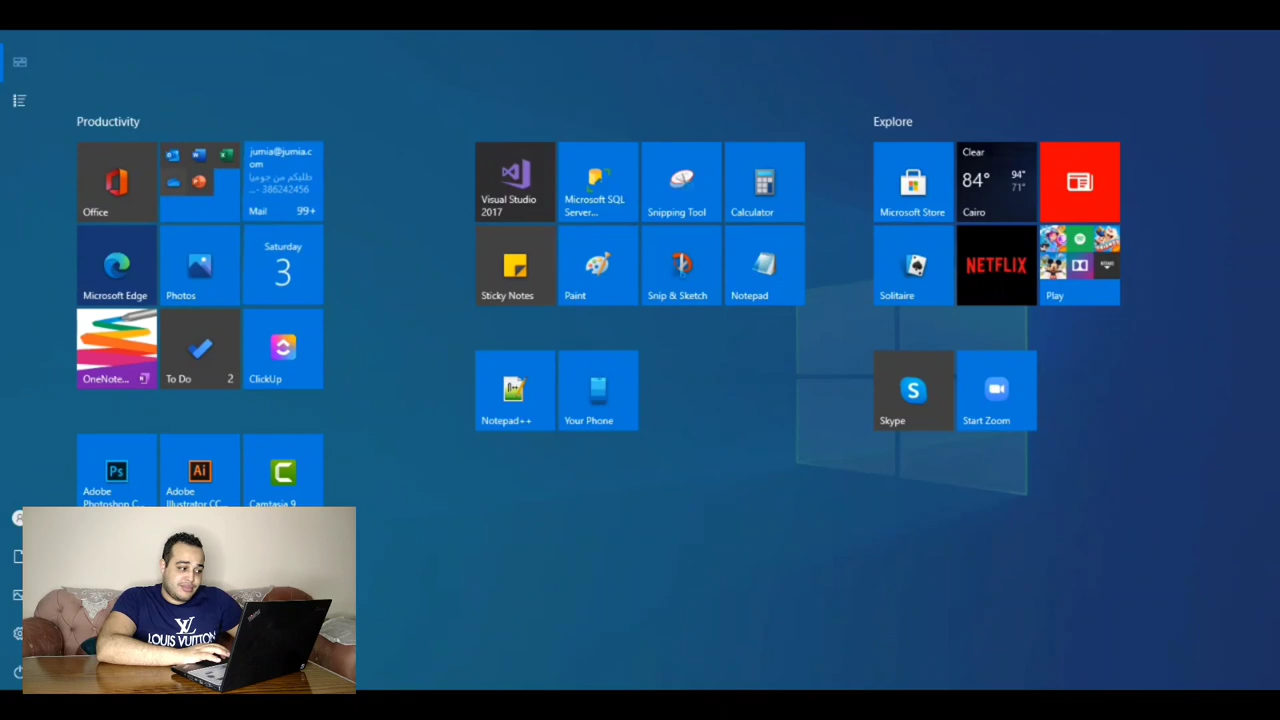 Productivity
Office
jumia@jumia.c
om
طلبكم من جوميا
386242456 -...
Mail 99+
Microsoft Edge
Photos
Saturday
3
OneNote...
To Do 2
ClickUp
Adobe
Photoshop C...
Adobe
Illustrator CC...
Camtasia 9
Ps
Ai
Visual Studio
2017
Microsoft SQL
Server...
Snipping Tool
Calculator
Sticky Notes
Paint
Snip & Sketch
Notepad
Notepad++
Your Phone
Explore
Microsoft Store
Clear
84° 94°
71°
Cairo
Solitaire
NETFLIX
Play
Skype
Start Zoom
LOUIS VUITTON